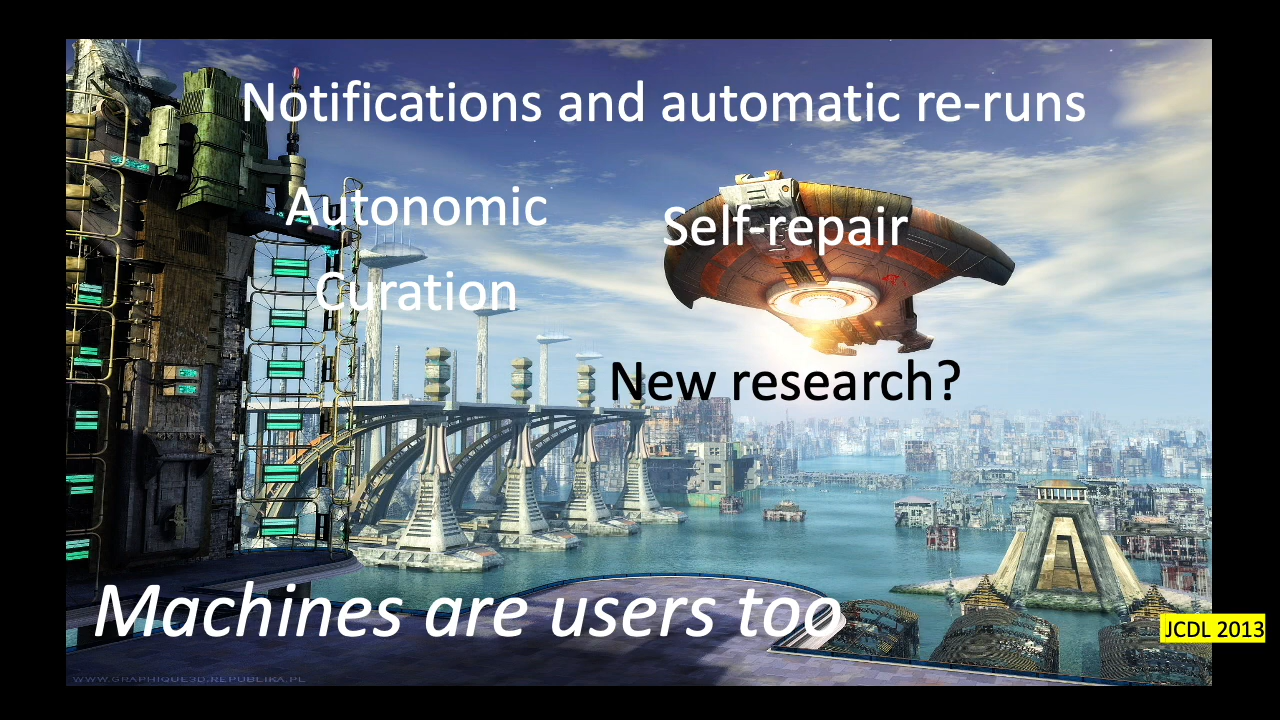 Notifications and automatic re-runs
Autonomic
Curation
Self-repair
New research?
Machines are users too
JCDL 2013
WWW.GRAPHIQUE3D.REPUBLIKA.PL